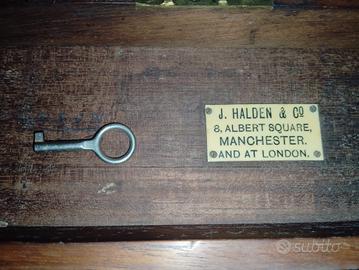 J. HALDEN & Co
8, ALBERT SQUARE,
MANCHESTER.
AND AT LONDON.
subito